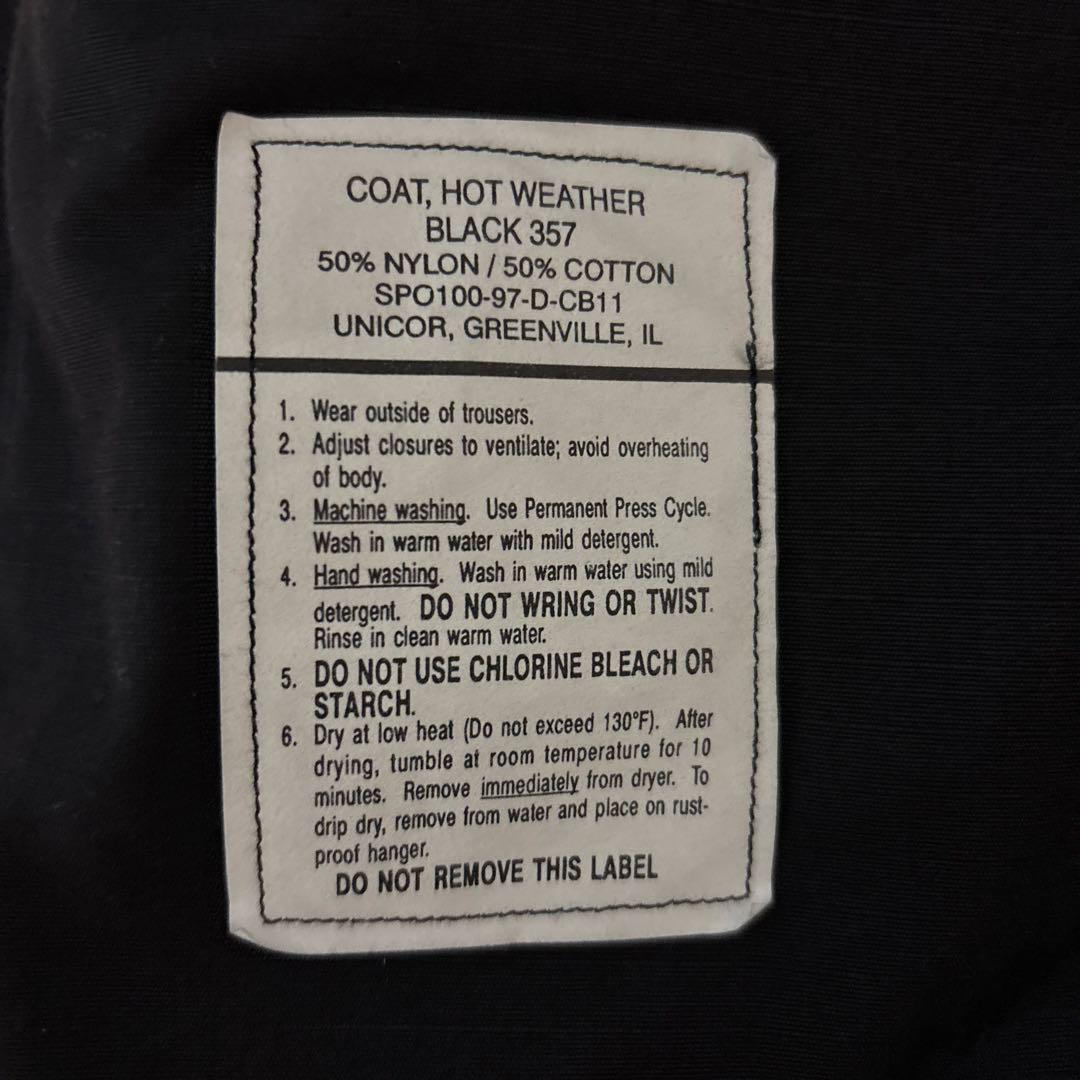 COAT, HOT WEATHER
BLACK 357
50% NYLON / 50% COTTON
SPO100-97-D-CB11
UNICOR, GREENVILLE, IL
1. Wear outside of trousers.
2. Adjust closures to ventilate; avoid overheating
of body.
3. Machine washing. Use Permanent Press Cycle.
Wash in warm water with mild detergent.
4. Hand washing. Wash in warm water using mild
detergent. DO NOT WRING OR TWIST.
Rinse in clean warm water.
5. DO NOT USE CHLORINE BLEACH OR
STARCH.
6. Dry at low heat (Do not exceed 130°F). After
drying, tumble at room temperature for 10
minutes. Remove immediately from dryer. To
drip dry, remove from water and place on rust-
proof hanger.
DO NOT REMOVE THIS LABEL